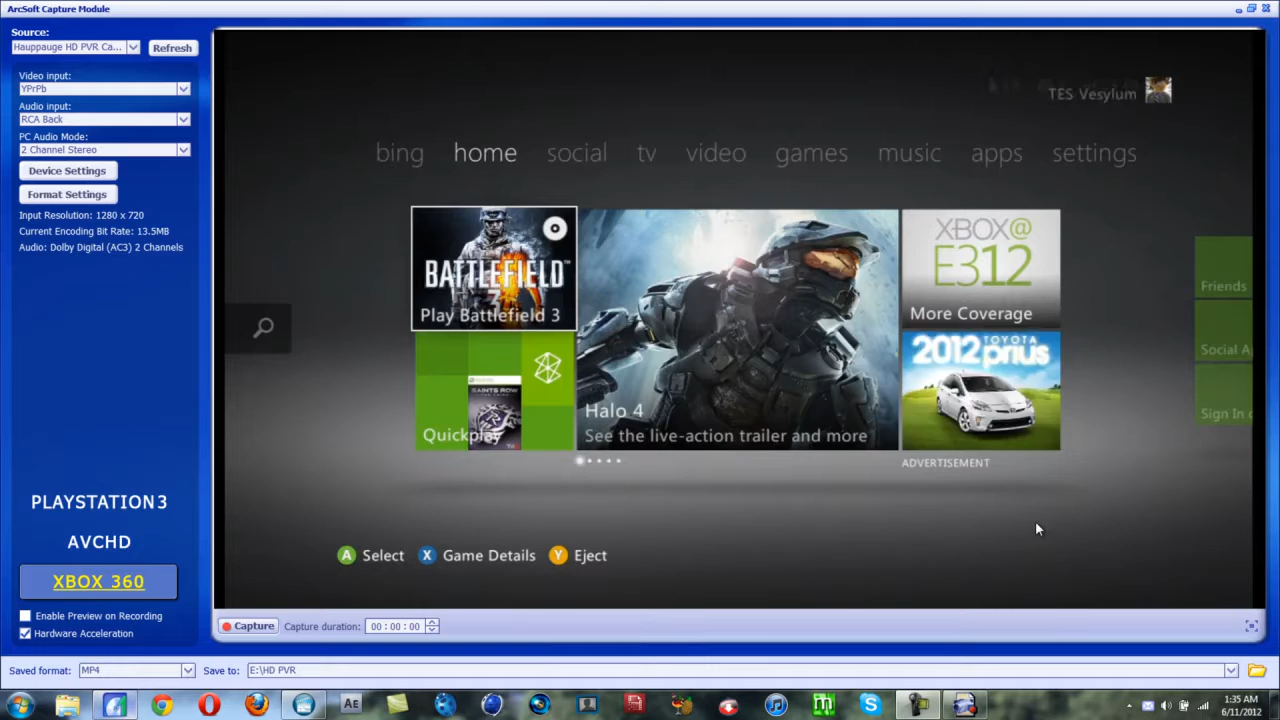 ArcSoft Capture Module
Source:
Hauppauge HD PVR Ca...
Refresh
Video input:
YPrPb
Audio input:
RCA Back
PC Audio Mode:
2 Channel Stereo
Device Settings
Format Settings
Input Resolution: 1280 x 720
Current Encoding Bit Rate: 13.5MB
Audio: Dolby Digital (AC3) 2 Channels
PLAYSTATION3
AVCHD
XBOX 360
Enable Preview on Recording
Hardware Acceleration
TES Vesylum
bing home social tv video games music apps settings
BATTLEFIELD
3
Play Battlefield 3
SAINTS ROW
Quickplay
Halo 4
See the live-action trailer and more
XBOX@
E312
More Coverage
2012 TOYOTA prius
ADVERTISEMENT
Friends
Social A
Sign In
A Select X Game Details Y Eject
Capture Capture duration: 00:00:00
Saved format: MP4 Save to: E:\HD PVR
Ae
1:35 AM
6/11/2012